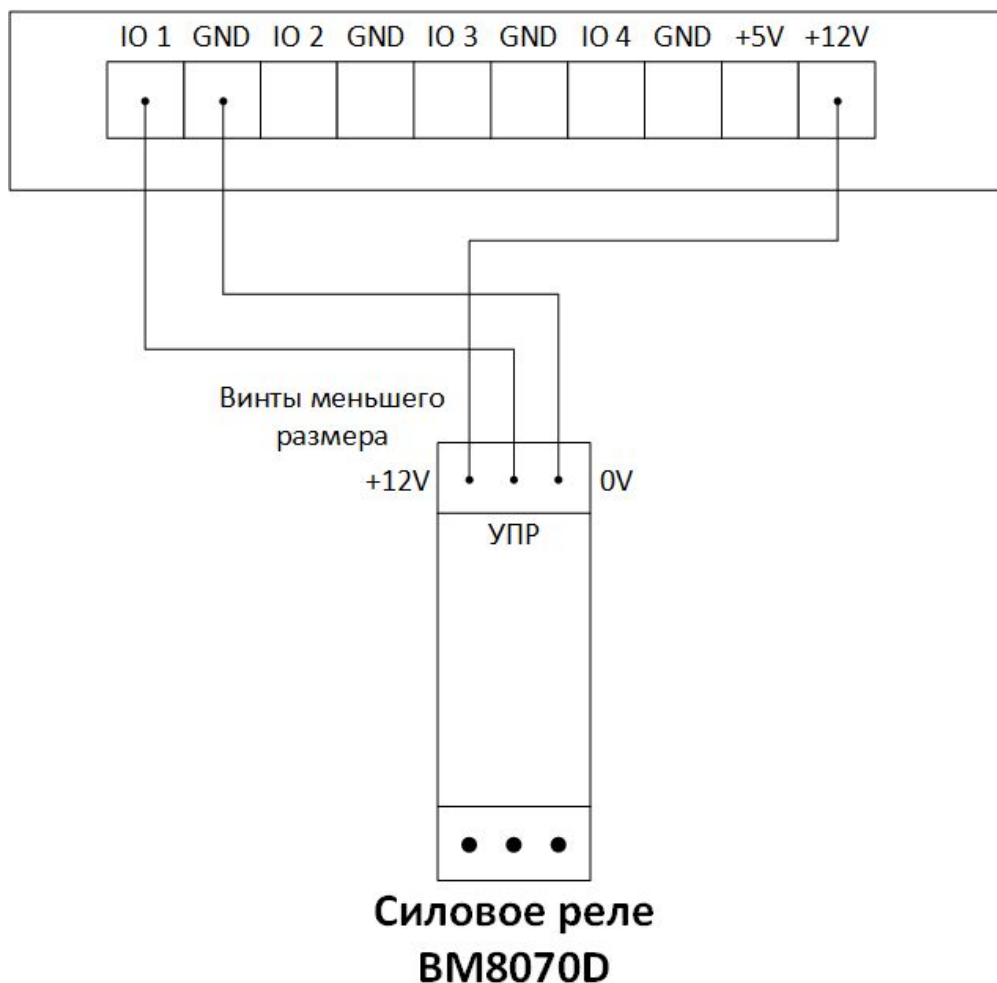 IO 1 GND IO 2 GND IO 3 GND IO 4 GND +5V +12V
Винты меньшего
размера
+12V 0V
УПР
Силовое реле
BM8070D